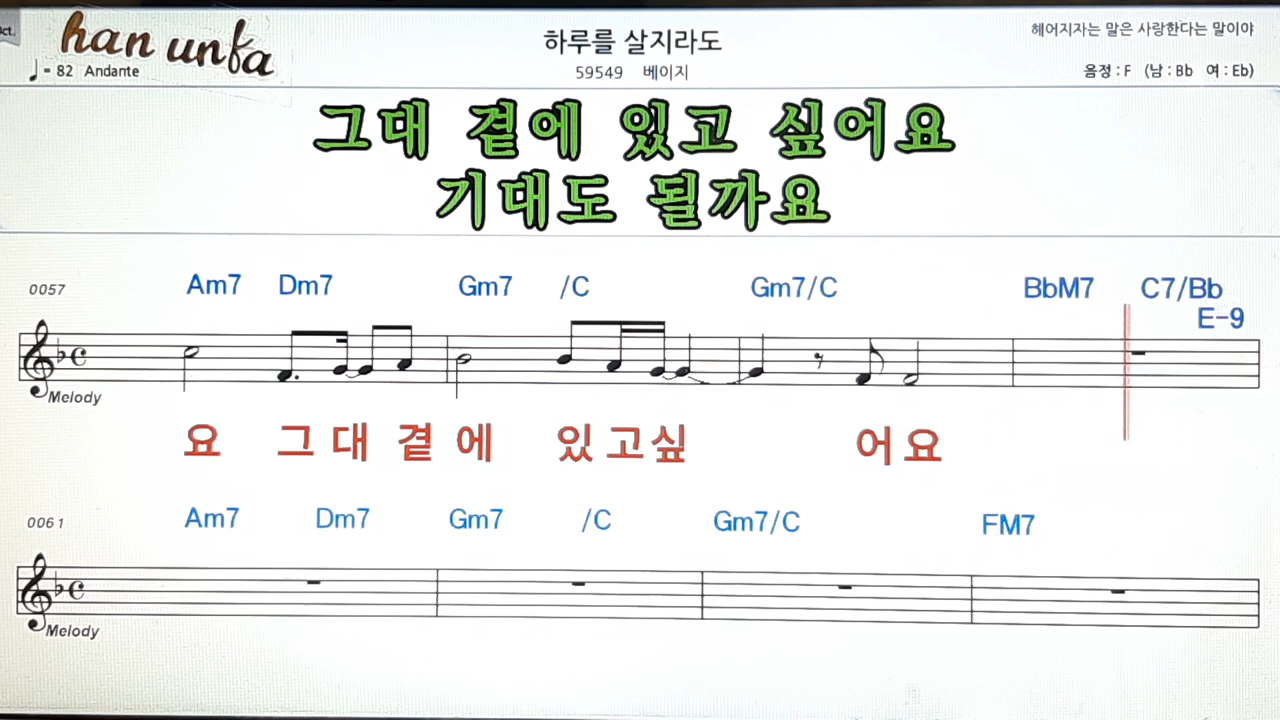 han unfa
하루를 살지라도
헤어지자는 말은 사랑한다는 말이야
♩ = 82 Andante
59549 베이지
음정 : F (남 : Bb 여 : Eb)
그대 곁에 있고 싶어요
기대도 될까요
0057 Am7 Dm7 Gm7 /C Gm7/C BbM7 C7/Bb
E-9
Melody
요 그 대 곁 에 있 고 싶 어 요
0061 Am7 Dm7 Gm7 /C Gm7/C FM7
Melody